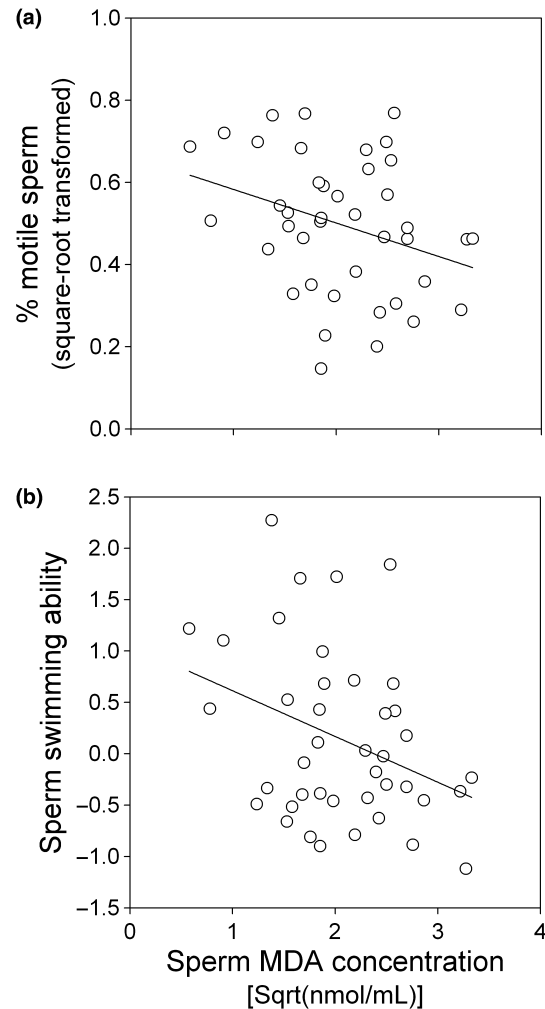 (a)
1.0
0.8
0.6
0.4
0.2
0.0
% motile sperm
(square-root transformed)
(b)
2.5
2.0
1.5
1.0
0.5
0.0
–0.5
–1.0
–1.5
Sperm swimming ability
0 1 2 3 4
Sperm MDA concentration
[Sqrt(nmol/mL)]